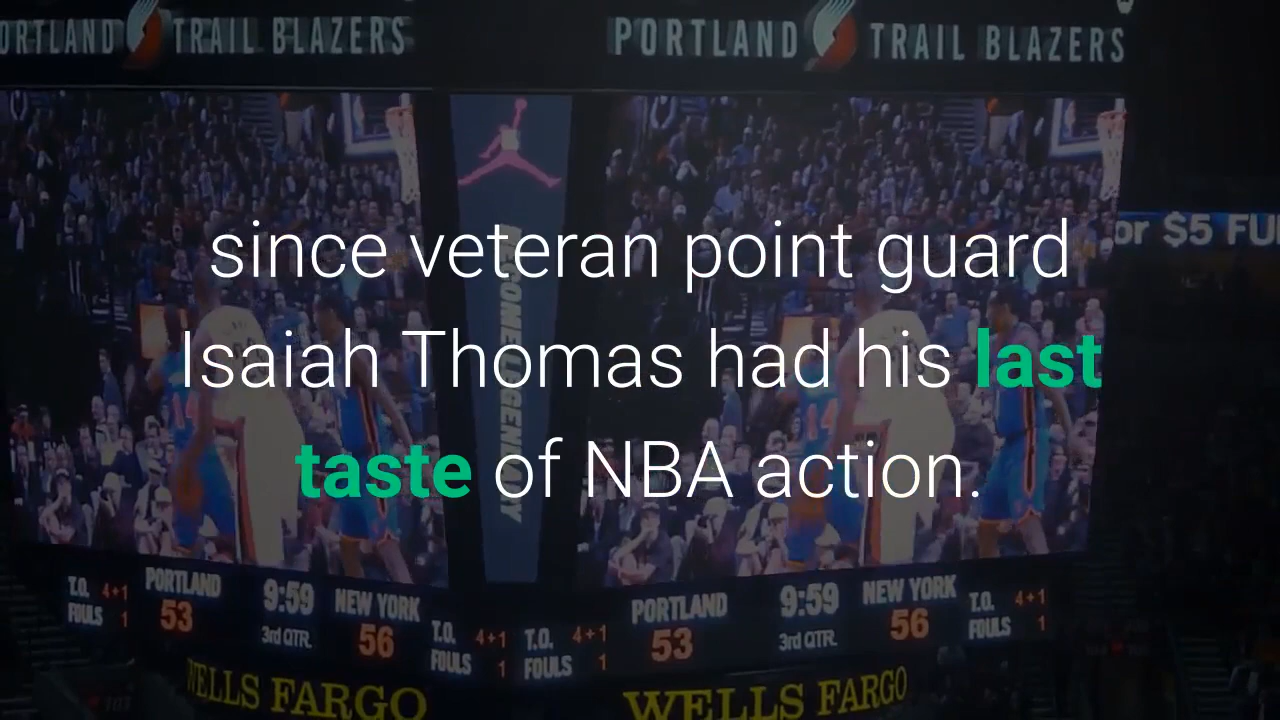 PORTLAND TRAIL BLAZERS
PORTLAND TRAIL BLAZERS
or $5 FU
since veteran point guard
Isaiah Thomas had his last
taste of NBA action.
T.O. 4+1
FOULS 1
PORTLAND
53
9:59
3rd QTR.
NEW YORK
56
T.O. 4+1
FOULS 1
T.O. 4+1
FOULS 1
PORTLAND
53
9:59
3rd QTR.
NEW YORK
56
T.O. 4+1
FOULS 1
WELLS FARGO
WELLS FARGO